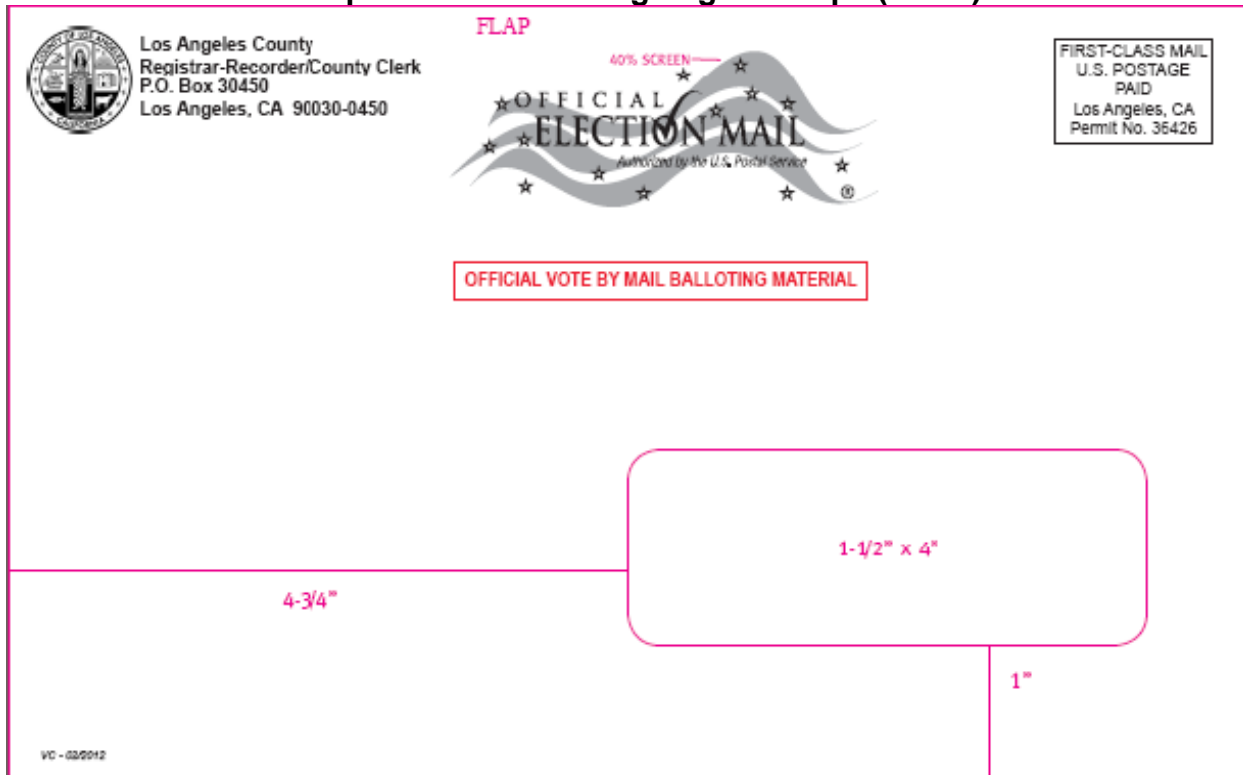 FLAP
Los Angeles County
Registrar-Recorder/County Clerk
P.O. Box 30450
Los Angeles, CA 90030-0450
40% SCREEN
OFFICIAL
ELECTION MAIL
Authorized by the U.S. Postal Service
®
FIRST-CLASS MAIL
U.S. POSTAGE
PAID
Los Angeles, CA
Permit No. 36426
OFFICIAL VOTE BY MAIL BALLOTING MATERIAL
1-1/2" x 4"
4-3/4"
1"
VC - 02/2012